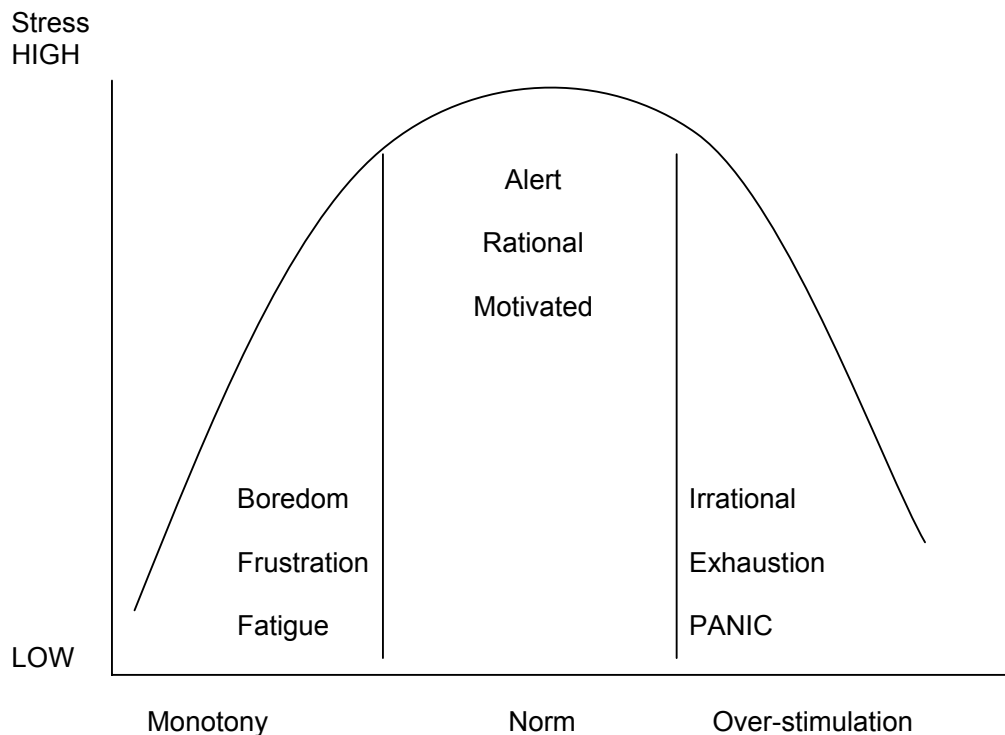 Stress
HIGH
Alert
Rational
Motivated
Boredom
Irrational
Frustration
Exhaustion
Fatigue
PANIC
LOW
Monotony
Norm
Over-stimulation